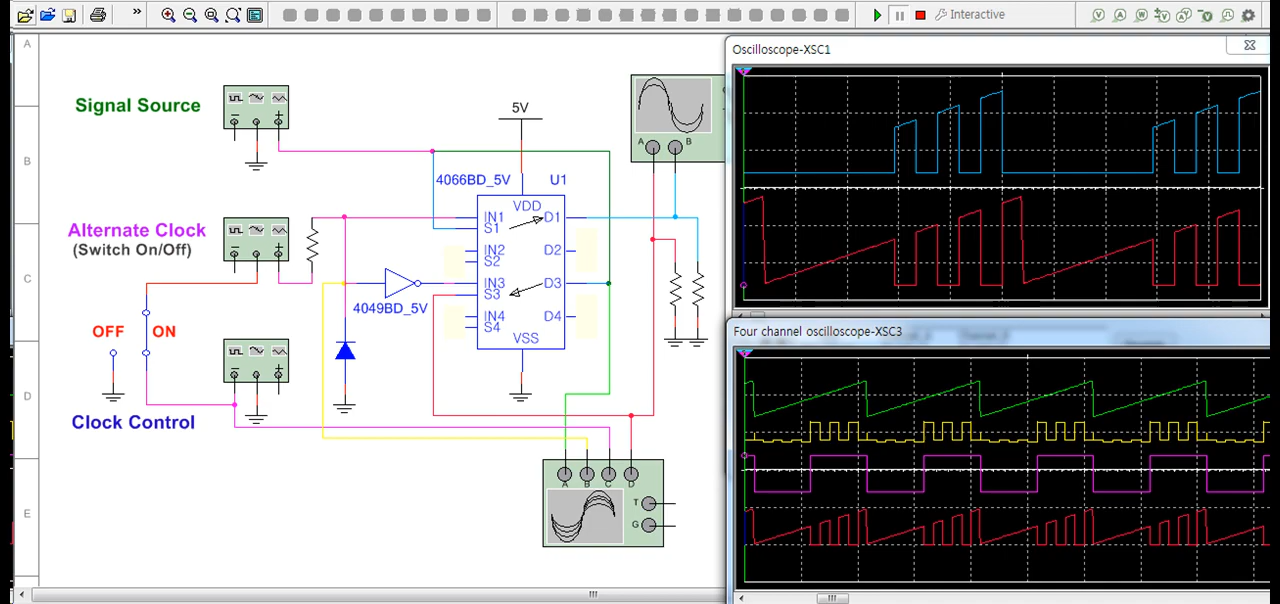 »
Interactive
V
A
W
A
B
C
D
E
Oscilloscope-XSC1
Signal Source
5V
A
B
4066BD_5V
U1
VDD
IN1
D1
S1
Alternate Clock
(Switch On/Off)
IN2
D2
S2
IN3
D3
S3
4049BD_5V
IN4
D4
S4
VSS
OFF
ON
Four channel oscilloscope-XSC3
Clock Control
A
B
C
D
T
G